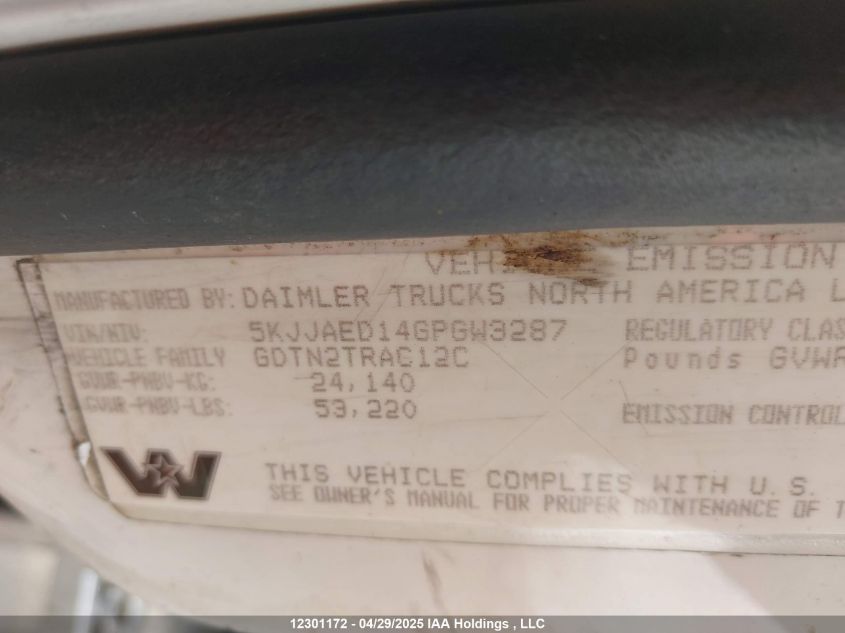 EMISSION
MANUFACTURED BY: DAIMLER TRUCKS NORTH AMERICA L
VIN/NIV: 5KJJAED14GPGW3287 REGULATORY CLAS
VEHICLE FAMILY GDTN2TRAC12C Pounds GVWR
GVWR-PNBV-KG: 24,140
GVWR-PNBV-LBS: 53,220 EMISSION CONTROL
THIS VEHICLE COMPLIES WITH U.S.
SEE OWNER'S MANUAL FOR PROPER MAINTENANCE OF T
12301172 - 04/29/2025 IAA Holdings , LLC